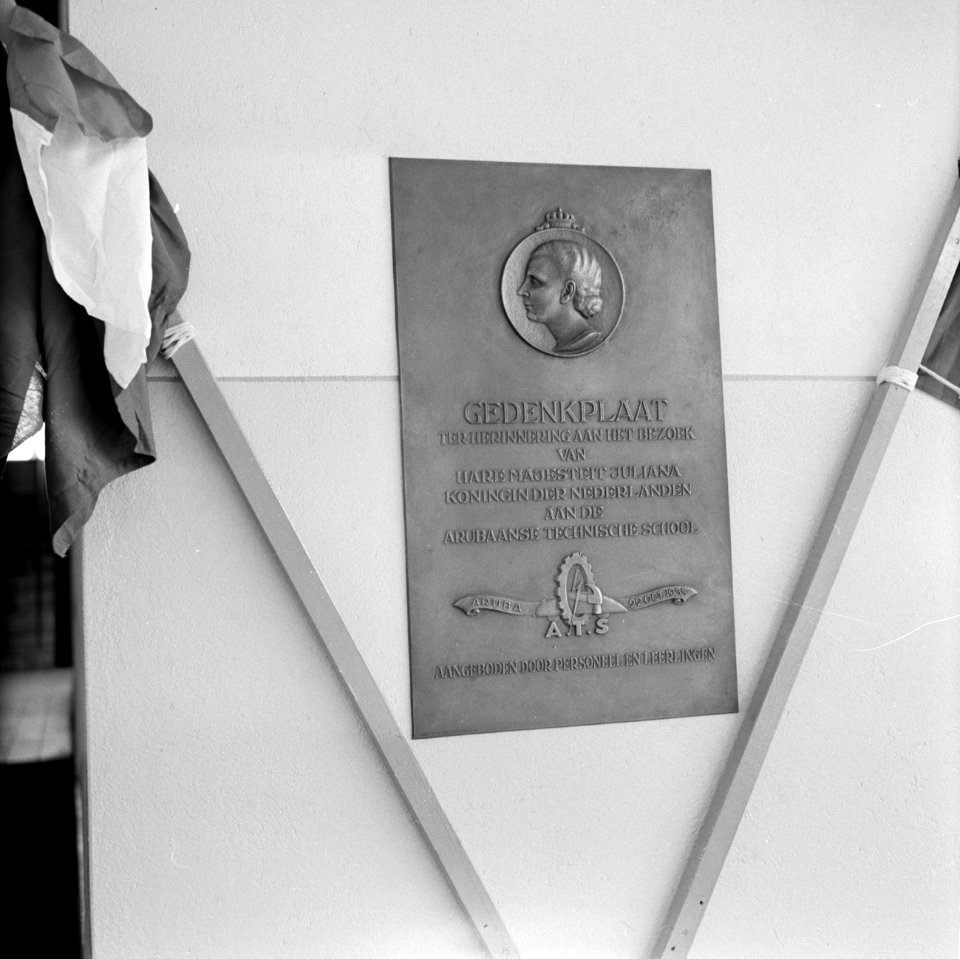 GEDENKPLAAT
TER HERINNERING AAN HET BEZOEK
VAN
HARE MAJESTEIT JULIANA
KONINGIN DER NEDERLANDEN
AAN DE
ARUBAANSE TECHNISCHE SCHOOL
ARUBA 22 OCT. 1955
A.T.S
AANGEBODEN DOOR PERSONEEL EN LEERLINGEN